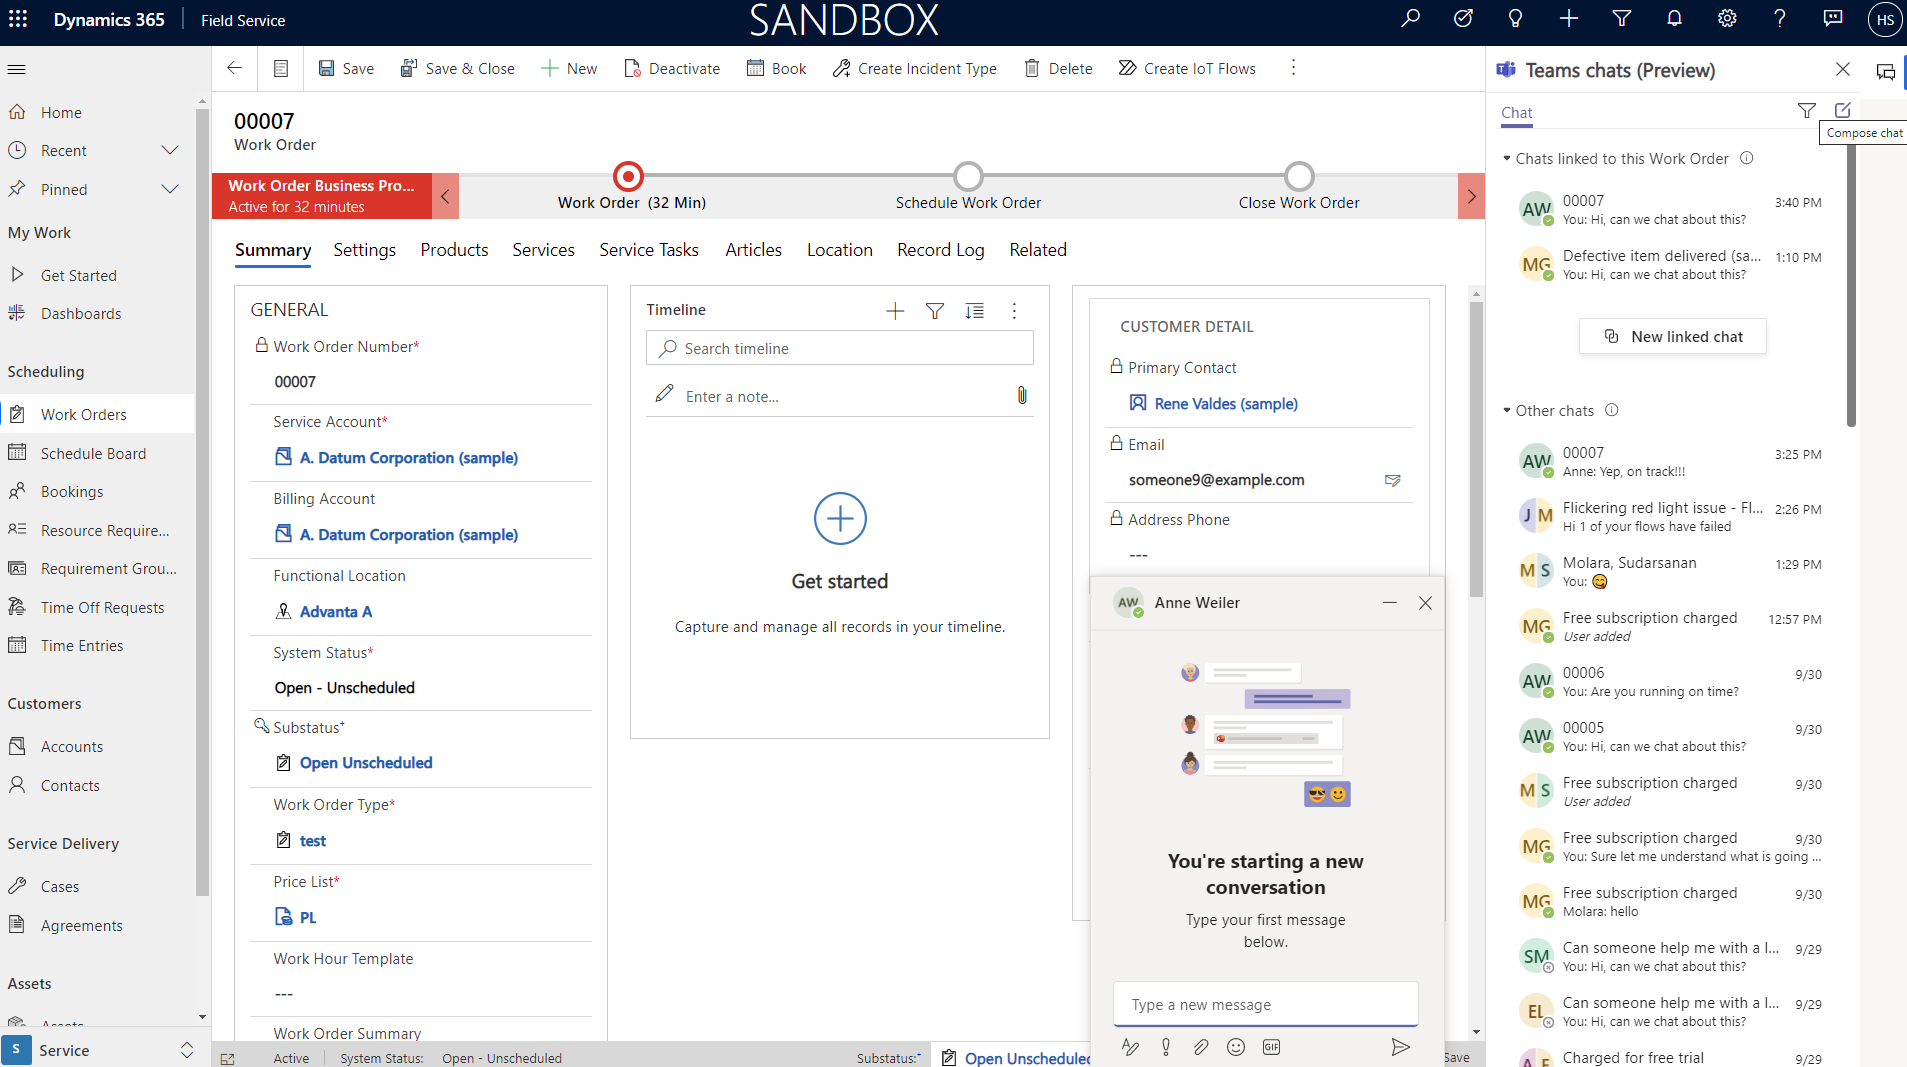 Dynamics 365
Field Service
SANDBOX
HS
Save
Save & Close
New
Deactivate
Book
Create Incident Type
Delete
Create IoT Flows
Home
Recent
Pinned
My Work
Get Started
Dashboards
Scheduling
Work Orders
Schedule Board
Bookings
Resource Require...
Requirement Grou...
Time Off Requests
Time Entries
Customers
Accounts
Contacts
Service Delivery
Cases
Agreements
Assets
Assets
S
Service
00007
Work Order
Work Order Business Pro...
Active for 32 minutes
Work Order (32 Min)
Schedule Work Order
Close Work Order
Summary
Settings
Products
Services
Service Tasks
Articles
Location
Record Log
Related
GENERAL
Work Order Number*
00007
Service Account*
A. Datum Corporation (sample)
Billing Account
A. Datum Corporation (sample)
Functional Location
Advanta A
System Status*
Open - Unscheduled
Substatus+
Open Unscheduled
Work Order Type*
test
Price List*
PL
Work Hour Template
---
Work Order Summary
Timeline
Search timeline
Enter a note...
Get started
Capture and manage all records in your timeline.
CUSTOMER DETAIL
Primary Contact
Rene Valdes (sample)
Email
someone9@example.com
Address Phone
---
AW
Anne Weiler
You're starting a new
conversation
Type your first message
below.
Type a new message
GIF
Active
System Status:
Open - Unscheduled
Substatus:+
Open Unscheduled
Save
Teams chats (Preview)
Chat
Compose chat
Chats linked to this Work Order
AW
00007
3:40 PM
You: Hi, can we chat about this?
MG
Defective item delivered (sa...
1:10 PM
You: Hi, can we chat about this?
New linked chat
Other chats
AW
00007
3:25 PM
Anne: Yep, on track!!!
J M
Flickering red light issue - Fl...
2:26 PM
Hi 1 of your flows have failed
M S
Molara, Sudarsanan
1:29 PM
You: 😋
MG
Free subscription charged
12:57 PM
User added
AW
00006
9/30
You: Are you running on time?
AW
00005
9/30
You: Hi, can we chat about this?
M S
Free subscription charged
9/30
User added
MG
Free subscription charged
9/30
You: Sure let me understand what is going ...
MG
Free subscription charged
9/30
Molara: hello
SM
Can someone help me with a l...
9/29
You: Hi, can we chat about this?
EL
Can someone help me with a l...
9/29
You: Hi, can we chat about this?
A E
Charged for free trial
9/29